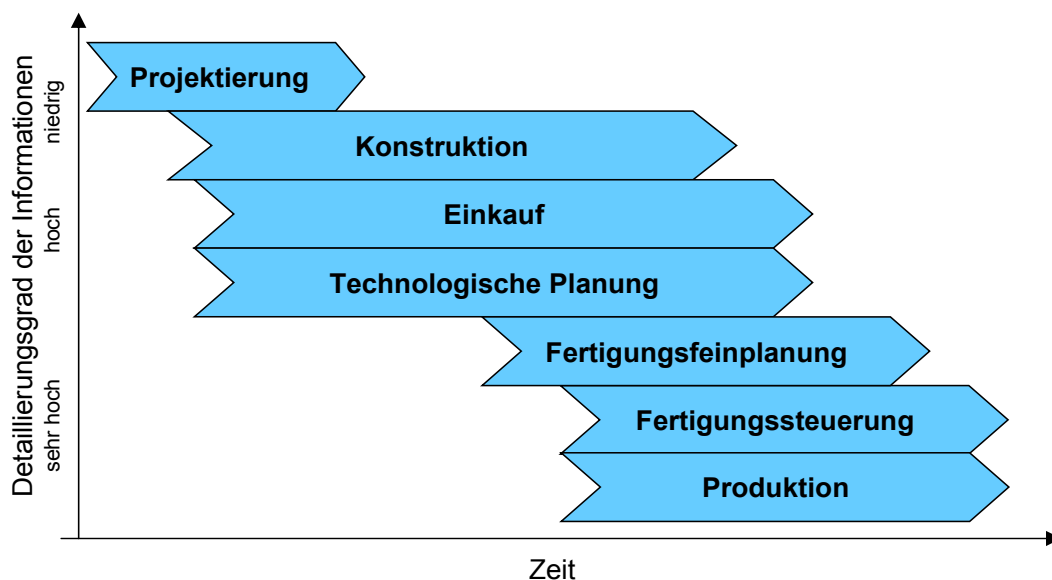 Detaillierungsgrad der Informationen
niedrig
hoch
sehr hoch
Projektierung
Konstruktion
Einkauf
Technologische Planung
Fertigungsfeinplanung
Fertigungssteuerung
Produktion
Zeit